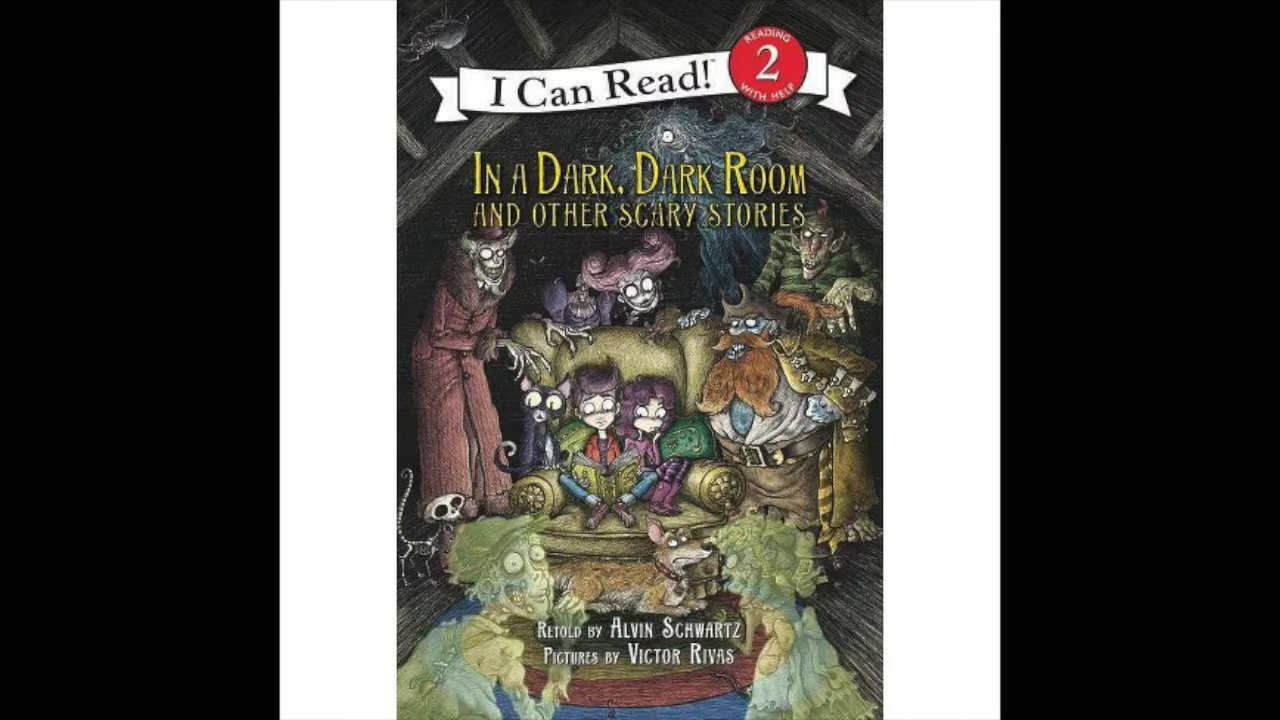 I Can Read!™
READING
2
WITH HELP
IN A DARK, DARK ROOM
AND OTHER SCARY STORIES
RETOLD BY ALVIN SCHWARTZ
PICTURES BY VICTOR RIVAS